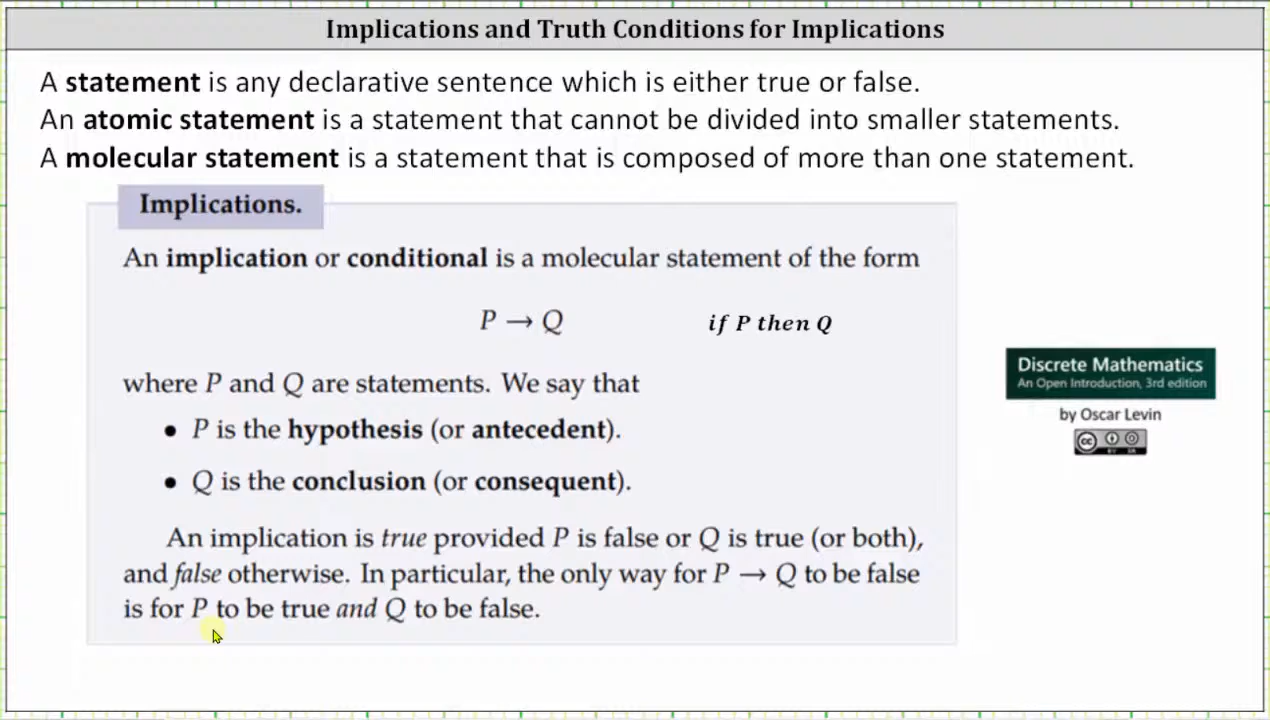 Implications and Truth Conditions for Implications
A statement is any declarative sentence which is either true or false.
An atomic statement is a statement that cannot be divided into smaller statements.
A molecular statement is a statement that is composed of more than one statement.
Implications.
An implication or conditional is a molecular statement of the form
P → Q if P then Q
where P and Q are statements. We say that
• P is the hypothesis (or antecedent).
• Q is the conclusion (or consequent).
An implication is true provided P is false or Q is true (or both),
and false otherwise. In particular, the only way for P → Q to be false
is for P to be true and Q to be false.
Discrete Mathematics
An Open Introduction, 3rd edition
by Oscar Levin
cc
BY SA